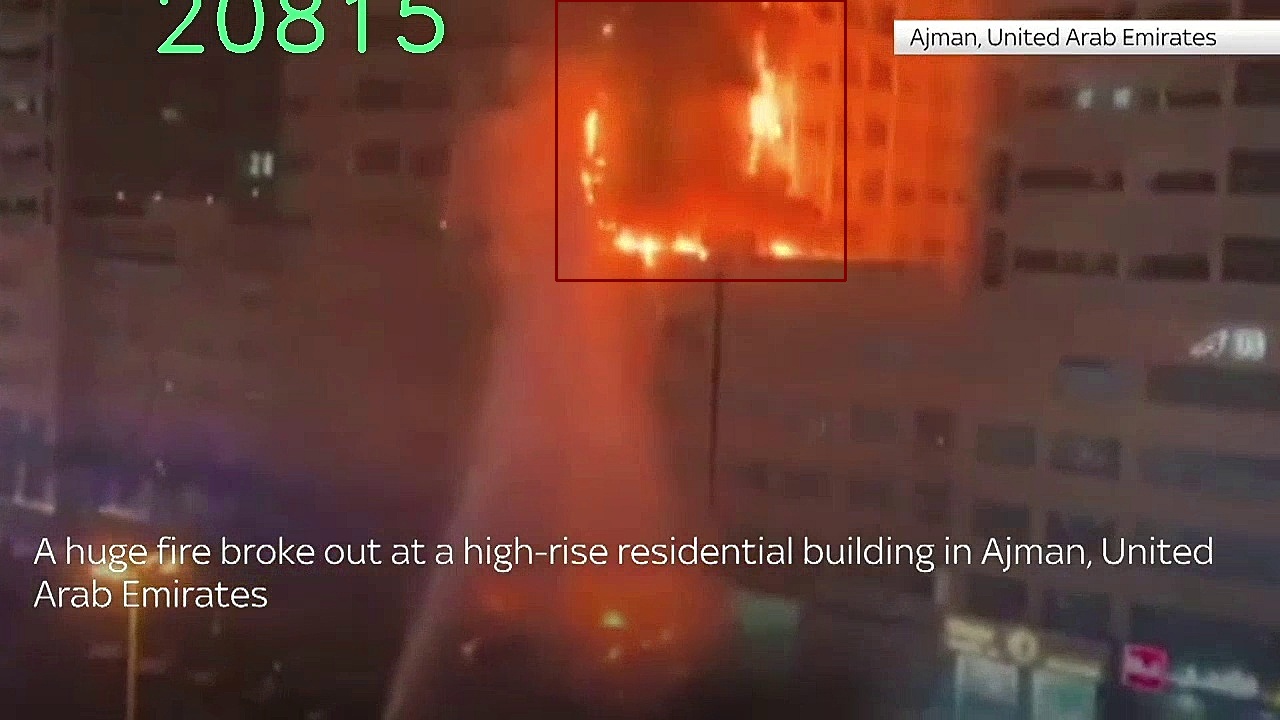 20815
Ajman, United Arab Emirates
A huge fire broke out at a high-rise residential building in Ajman, United
Arab Emirates